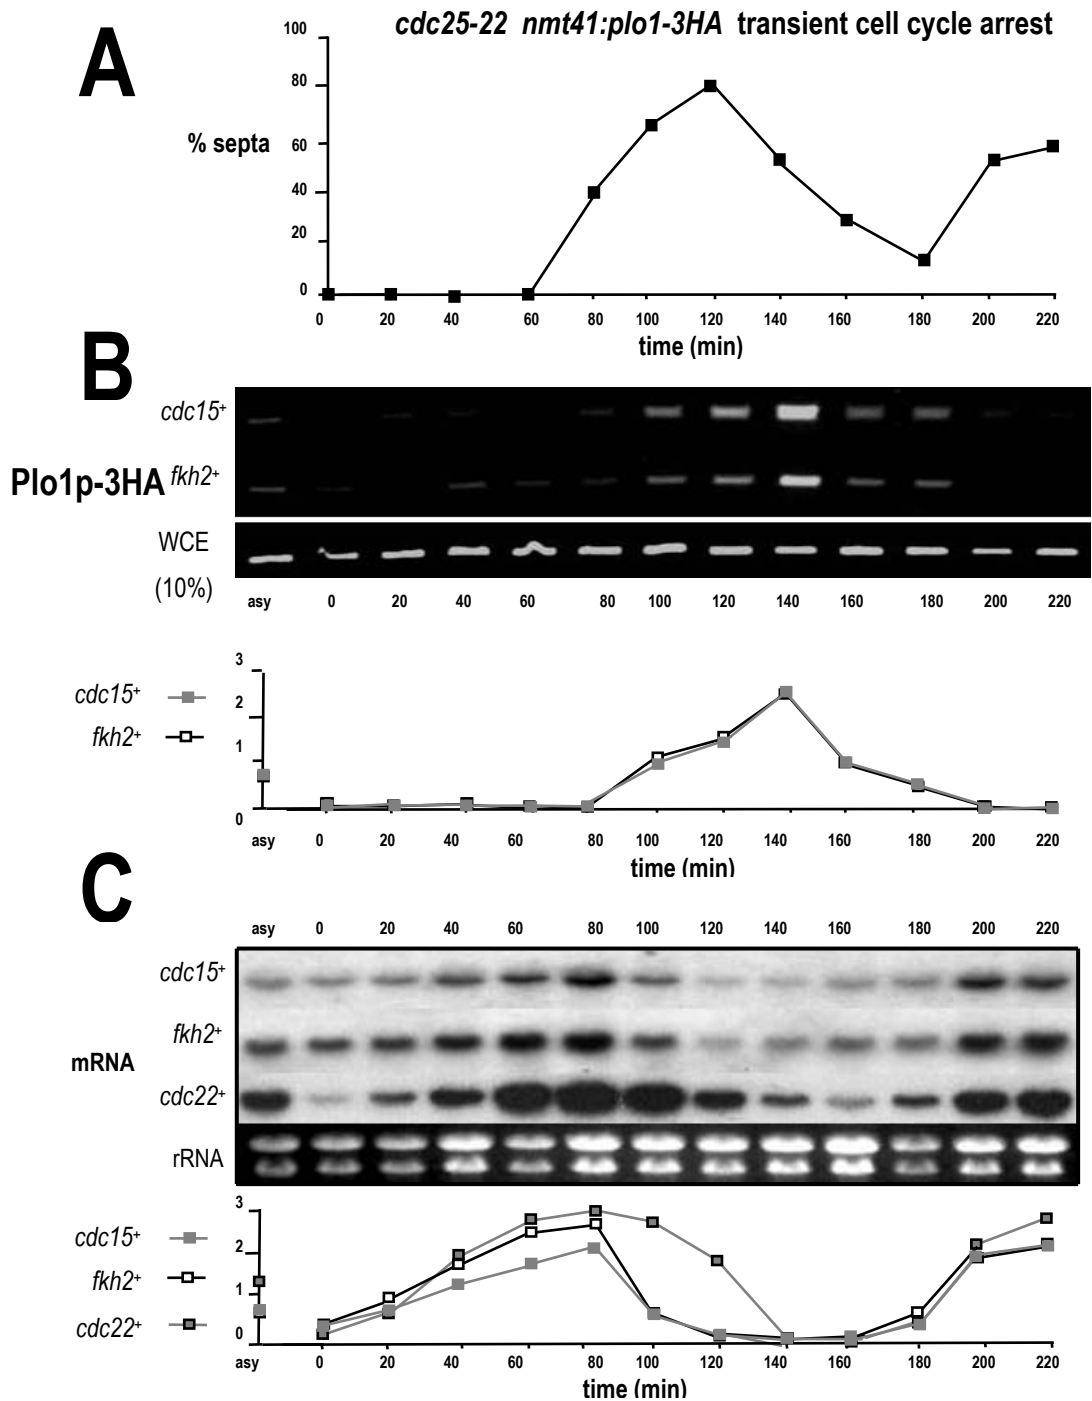 A
cdc25-22 nmt41:plo1-3HA transient cell cycle arrest
100
80
60
40
20
0
% septa
0 20 40 60 80 100 120 140 160 180 200 220
time (min)
B
cdc15+
Plo1p-3HA fkh2+
WCE
(10%)
asy 0 20 40 60 80 100 120 140 160 180 200 220
3
2
1
0
cdc15+
fkh2+
asy 0 20 40 60 80 100 120 140 160 180 200 220
time (min)
C
asy 0 20 40 60 80 100 120 140 160 180 200 220
cdc15+
fkh2+
mRNA
cdc22+
rRNA
3
2
1
0
cdc15+
fkh2+
cdc22+
asy 0 20 40 60 80 100 120 140 160 180 200 220
time (min)